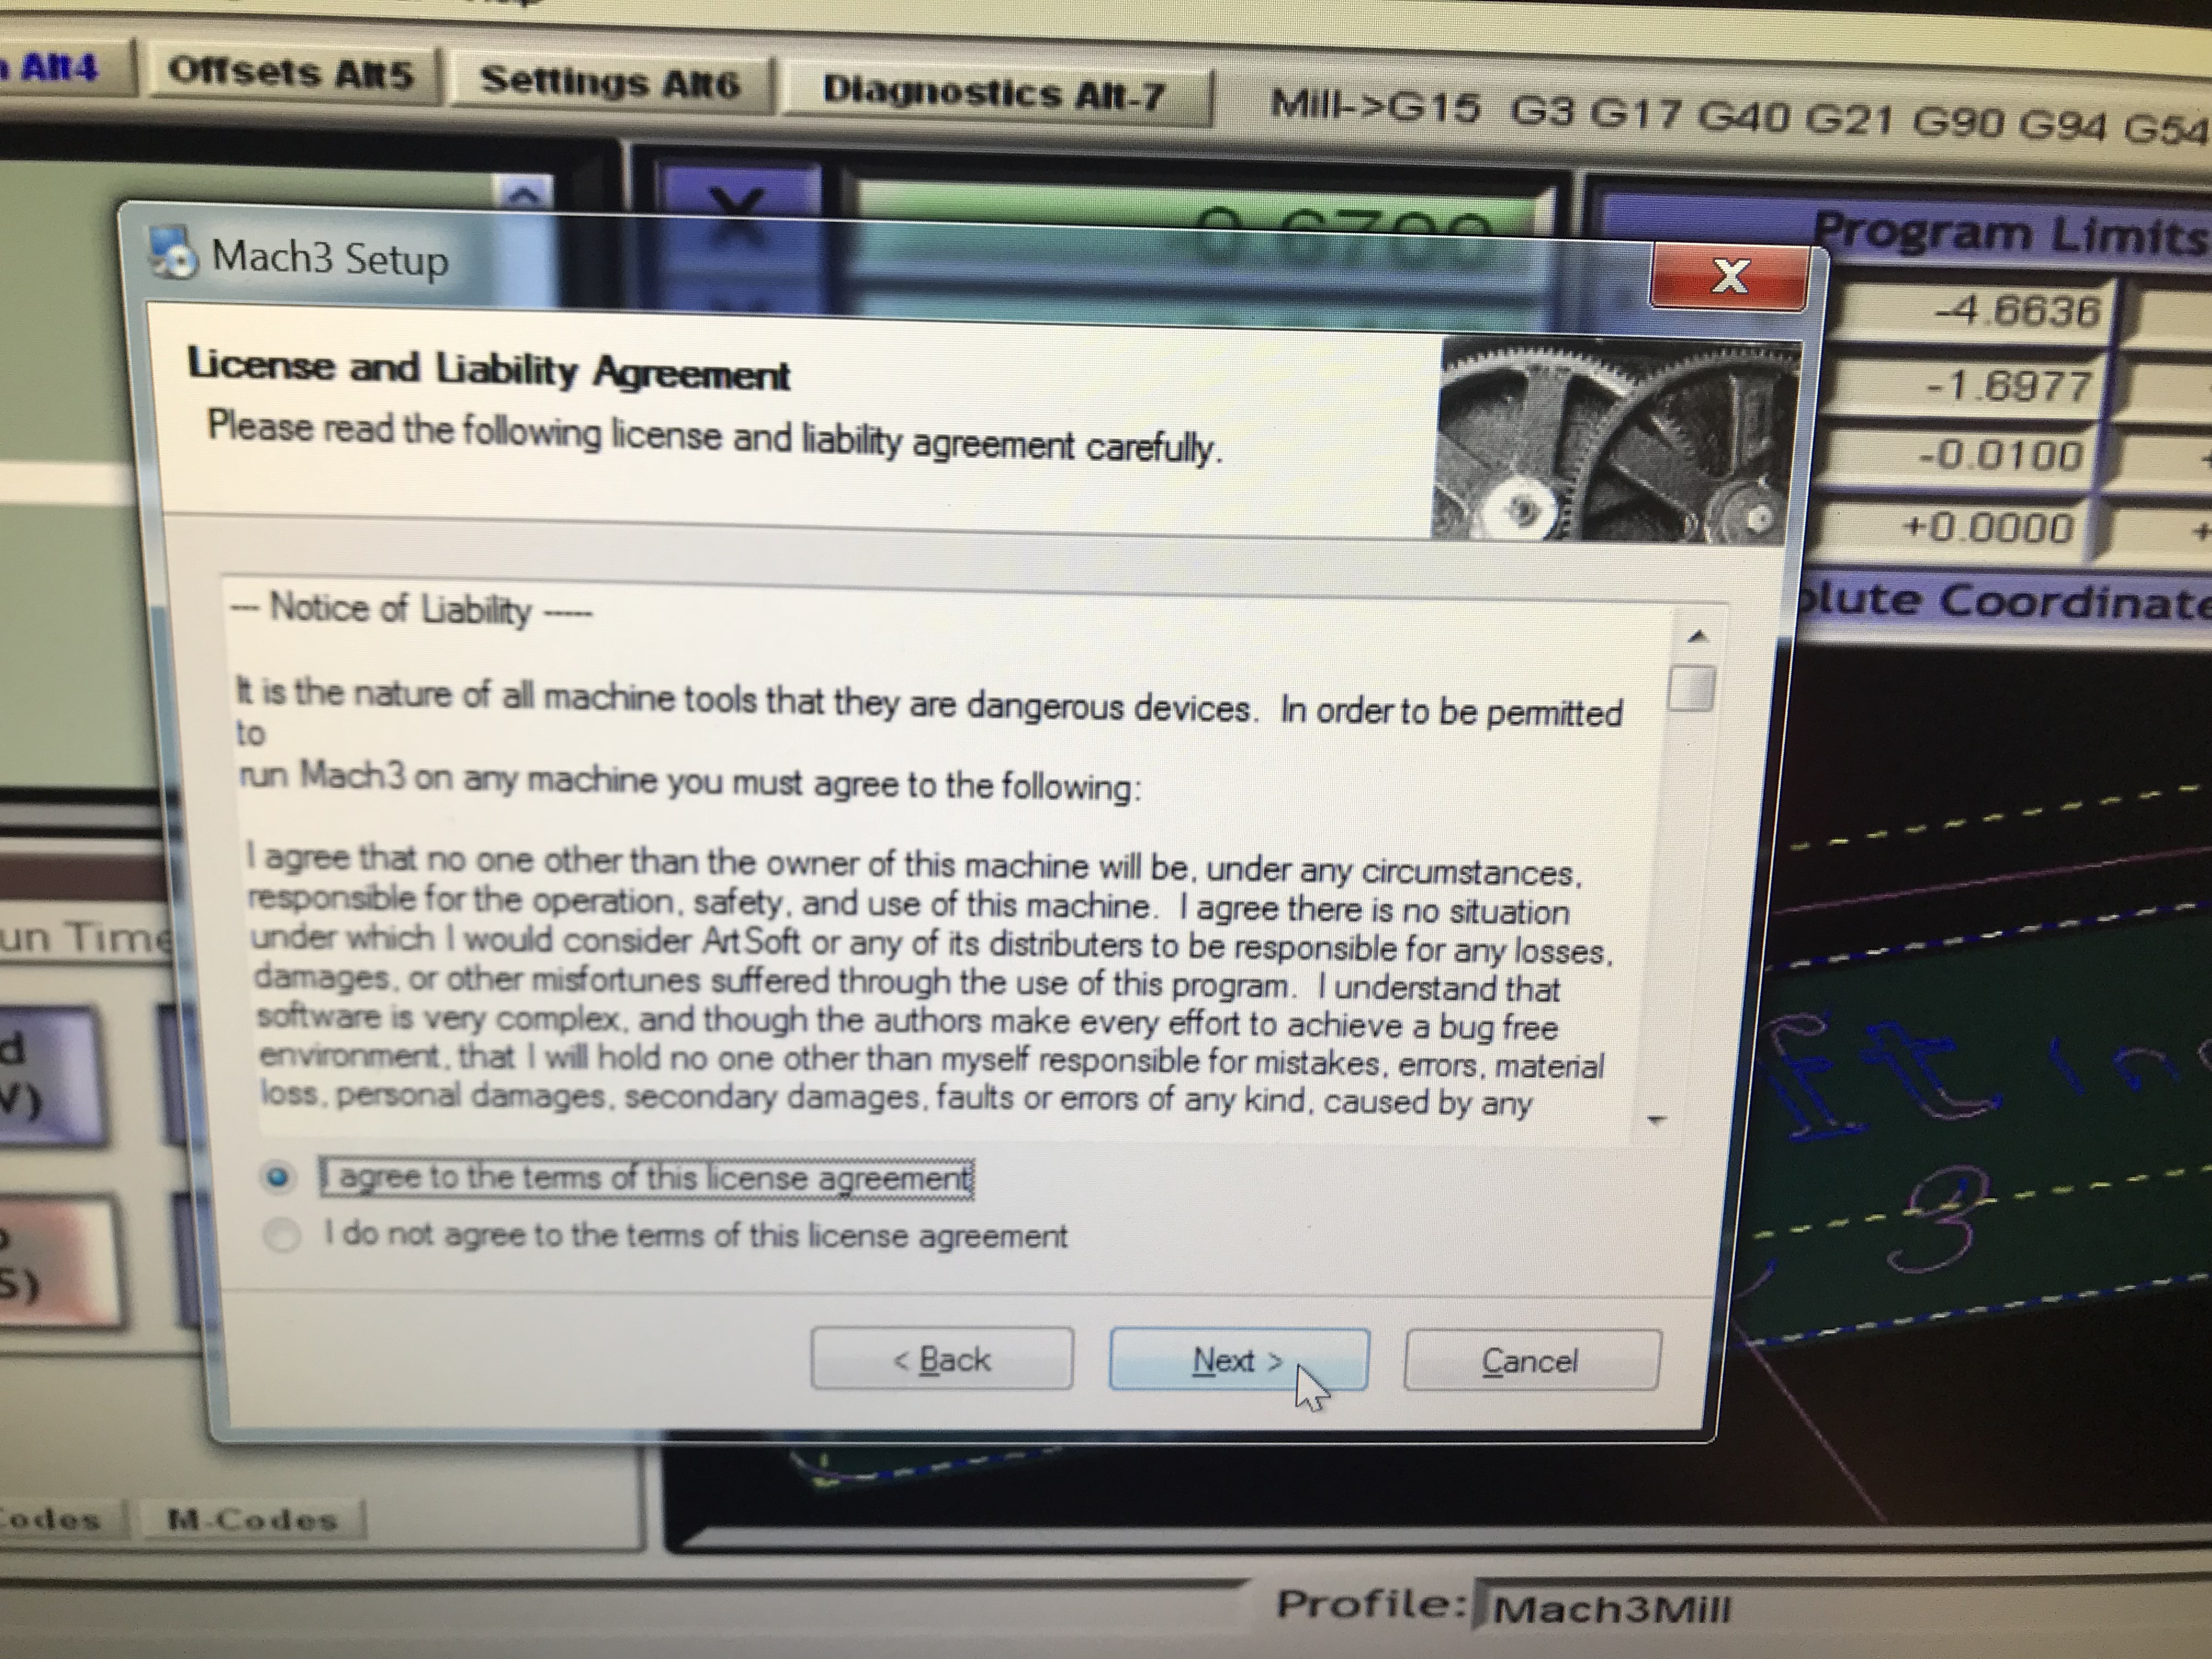 Alt4 Offsets Alt5 Settings Alt6 Diagnostics Alt-7 Mill->G15 G3 G17 G40 G21 G90 G94 G54
X
Program Limits
-4.6636
-1.6977
-0.0100
+0.0000
Coordinate
Mach3 Setup
X
License and Liability Agreement
Please read the following license and liability agreement carefully.
--- Notice of Liability -----
It is the nature of all machine tools that they are dangerous devices. In order to be permitted
to
run Mach3 on any machine you must agree to the following:
I agree that no one other than the owner of this machine will be, under any circumstances,
responsible for the operation, safety, and use of this machine. I agree there is no situation
under which I would consider ArtSoft or any of its distributers to be responsible for any losses,
damages, or other misfortunes suffered through the use of this program. I understand that
software is very complex, and though the authors make every effort to achieve a bug free
environment, that I will hold no one other than myself responsible for mistakes, errors, material
loss, personal damages, secondary damages, faults or errors of any kind, caused by any
I agree to the terms of this license agreement
I do not agree to the terms of this license agreement
< Back
Next >
Cancel
un Time
3
M-Codes
Profile: Mach3Mill